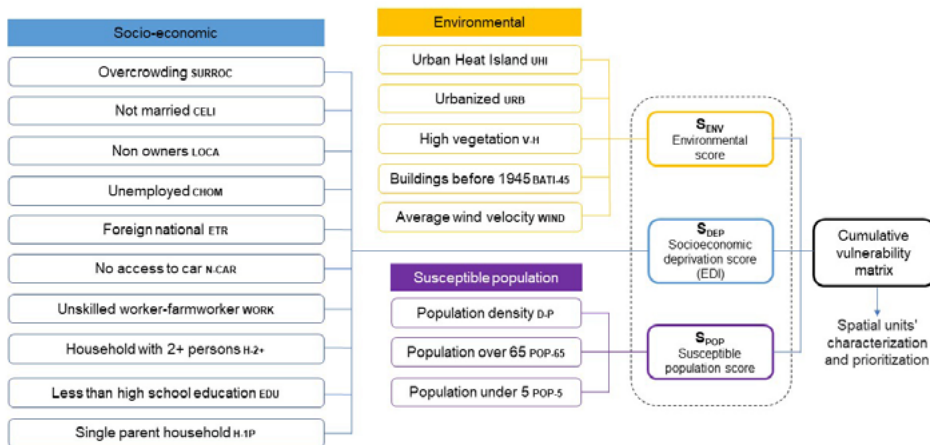 Socio-economic
Overcrowding SURROC
Not married CELI
Non owners LOCA
Unemployed CHOM
Foreign national ETR
No access to car N-CAR
Unskilled worker-farmworker WORK
Household with 2+ persons H-2+
Less than high school education EDU
Single parent household H-1P
Environmental
Urban Heat Island UHI
Urbanized URB
High vegetation V-H
Buildings before 1945 BATI-45
Average wind velocity WIND
Susceptible population
Population density D-P
Population over 65 POP-65
Population under 5 POP-5
SENV
Environmental
score
SDEP
Socioeconomic
deprivation score
(EDI)
SPOP
Susceptible
population score
Cumulative
vulnerability
matrix
Spatial units'
characterization
and prioritization